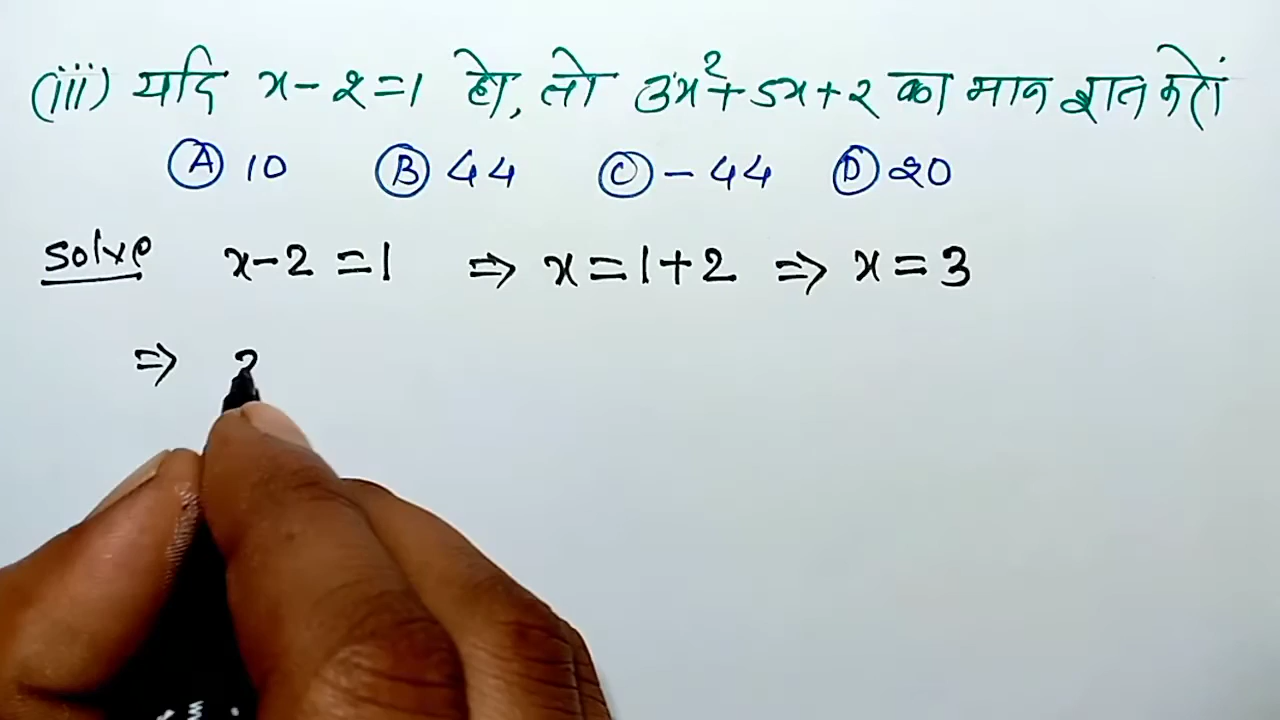 (iii) यदि x-2=1 हो, तो 3x²+5x+2 का मान ज्ञात करों
(A) 10 (B) 44 (C) -44 (D) 20
Solve x-2=1 ⇒ x=1+2 ⇒ x=3
⇒